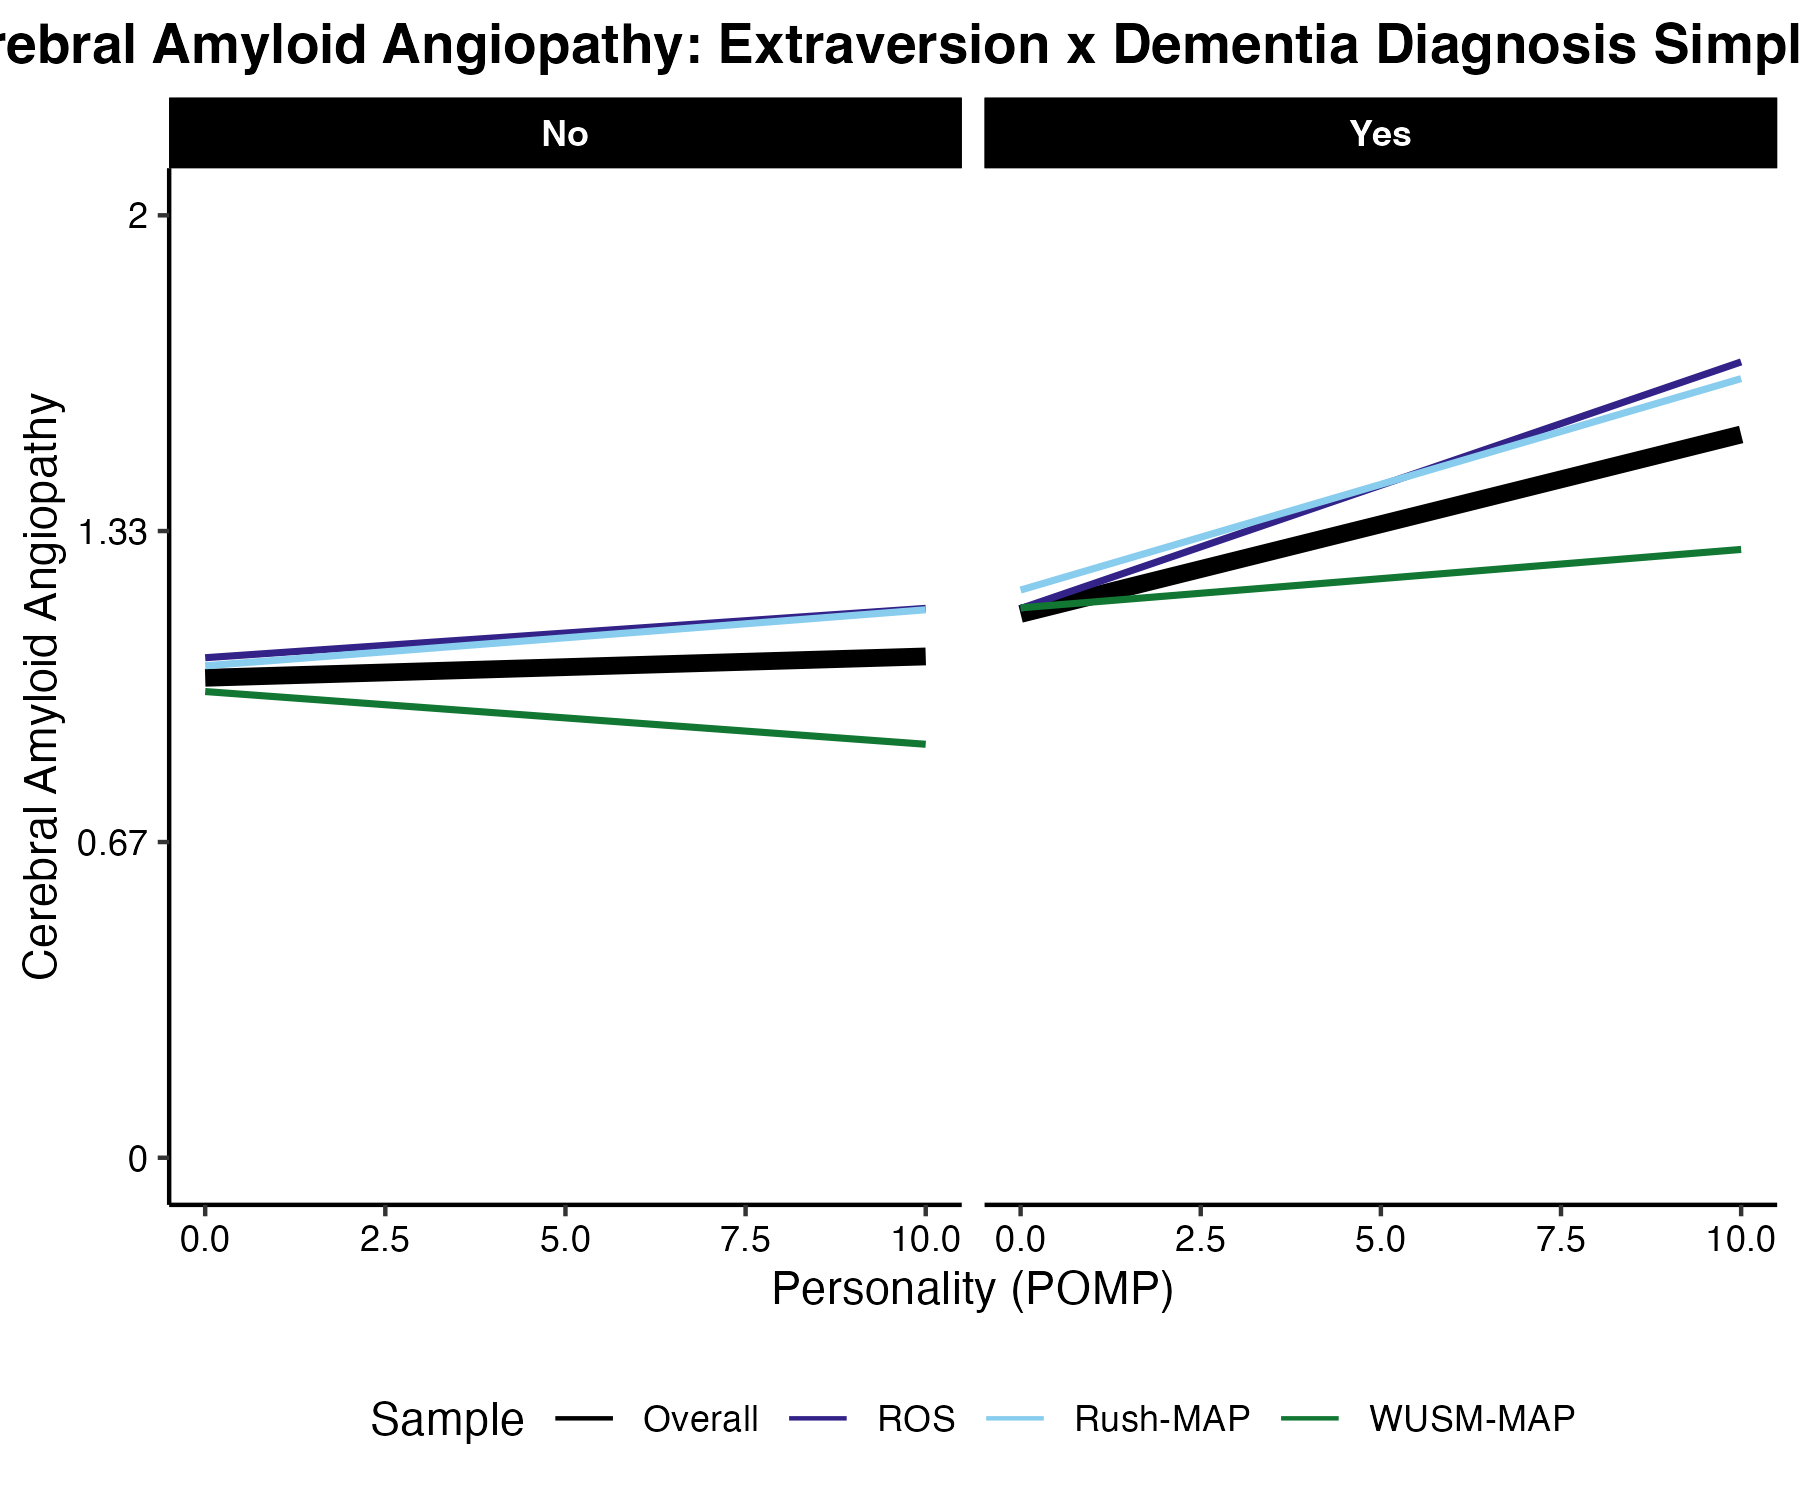 rebral Amyloid Angiopathy: Extraversion x Dementia Diagnosis Simpl
No Yes
Cerebral Amyloid Angiopathy
2
1.33
0.67
0
0.0 2.5 5.0 7.5 10.0 0.0 2.5 5.0 7.5 10.0
Personality (POMP)
Sample Overall ROS Rush-MAP WUSM-MAP